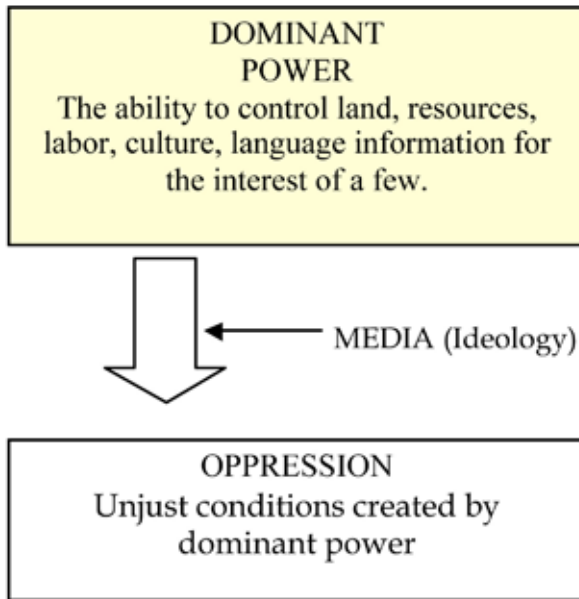 DOMINANT
POWER
The ability to control land, resources,
labor, culture, language information for
the interest of a few.
MEDIA (Ideology)
OPPRESSION
Unjust conditions created by
dominant power